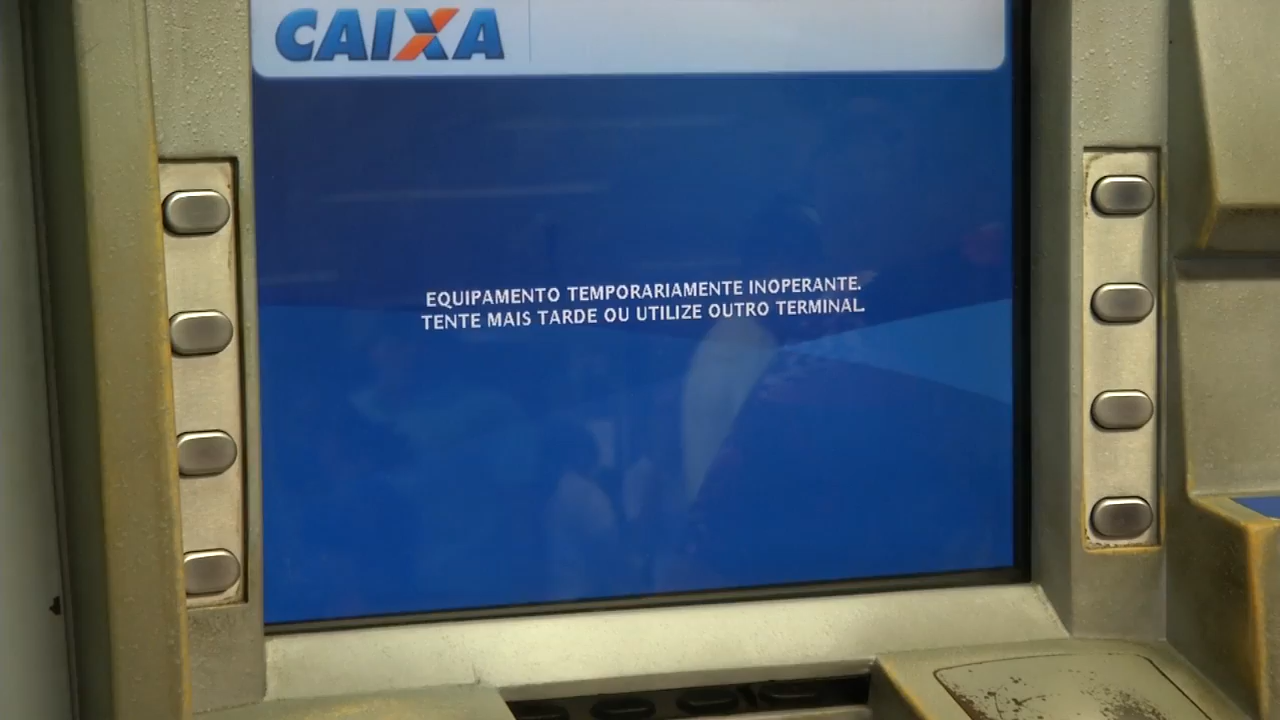 CAIXA
EQUIPAMENTO TEMPORARIAMENTE INOPERANTE.
TENTE MAIS TARDE OU UTILIZE OUTRO TERMINAL.